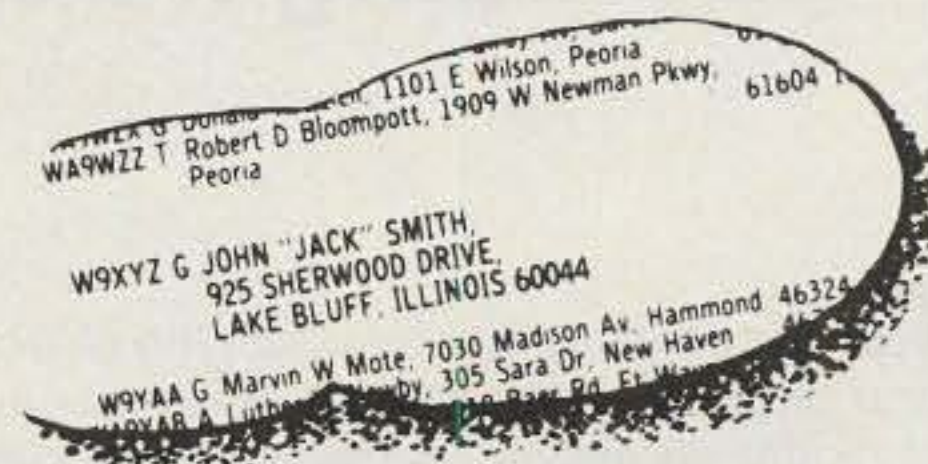 1101 E Wilson, Peoria
WA9WZZ T Robert D Bloompott, 1909 W Newman Pkwy,
Peoria 61604
W9XYZ G JOHN "JACK" SMITH,
925 SHERWOOD DRIVE,
LAKE BLUFF, ILLINOIS 60044
W9YAA G Marvin W Mote, 7030 Madison Av, Hammond 46324
305 Sara Dr, New Haven